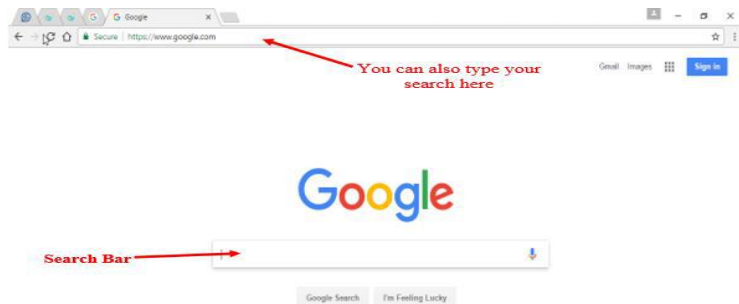 Google
Secure | https://www.google.com
You can also type your
search here
Gmail Images
Sign in
Google
Search Bar
Google Search I'm Feeling Lucky